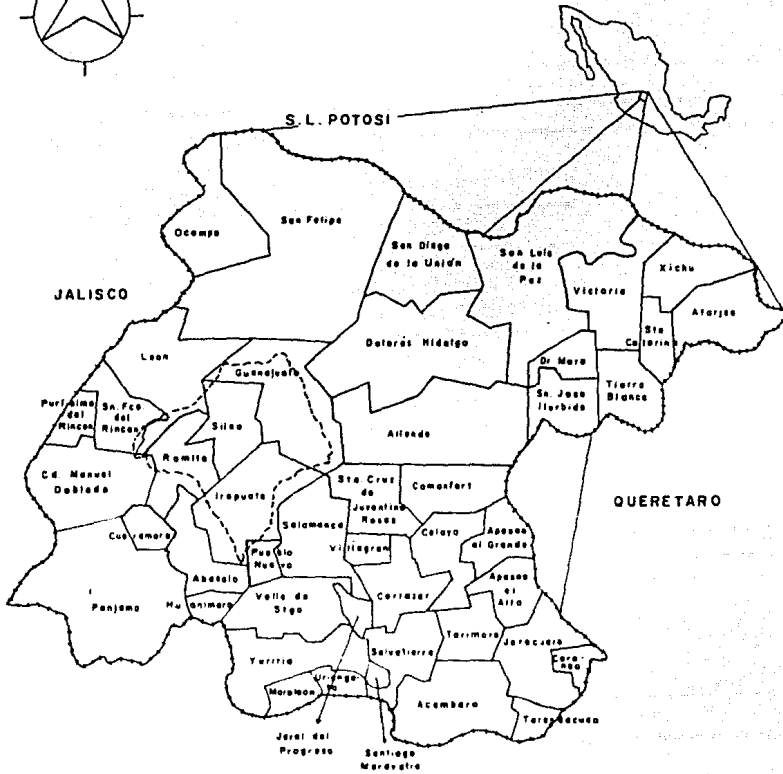 S.L. POTOSI
Ocampo
San Felipe
San Diego
de la Unión
San Luis
de la
Paz
Xichu
Victoria
Atarjea
Sta
Catarina
JALISCO
Leon
Guanajuato
Dolores Hidalgo
Dr Mora
Sn. Jose
Iturbide
Tierra
Blanca
Purisima
del
Rincon
Sn. Fco.
del
Rincon
Silao
Allende
Romita
Cd. Manuel
Doblado
Irapuato
Sta. Cruz
de
Juventino
Rosas
Comonfort
QUERETARO
Salamanca
Celaya
Apaseo
el Grande
Cueramaro
Pueblo
Nuevo
Villagran
Abasolo
Apaseo
el
Alto
Penjamo
Huanimaro
Valle de
Stgo
Cortazar
Tarimoro
Jerecuaro
Salvatierra
Yuriria
Uriangato
Moroleon
Acambaro
Tarandacuao
Jaral del
Progreso
Santiago
Maravatio